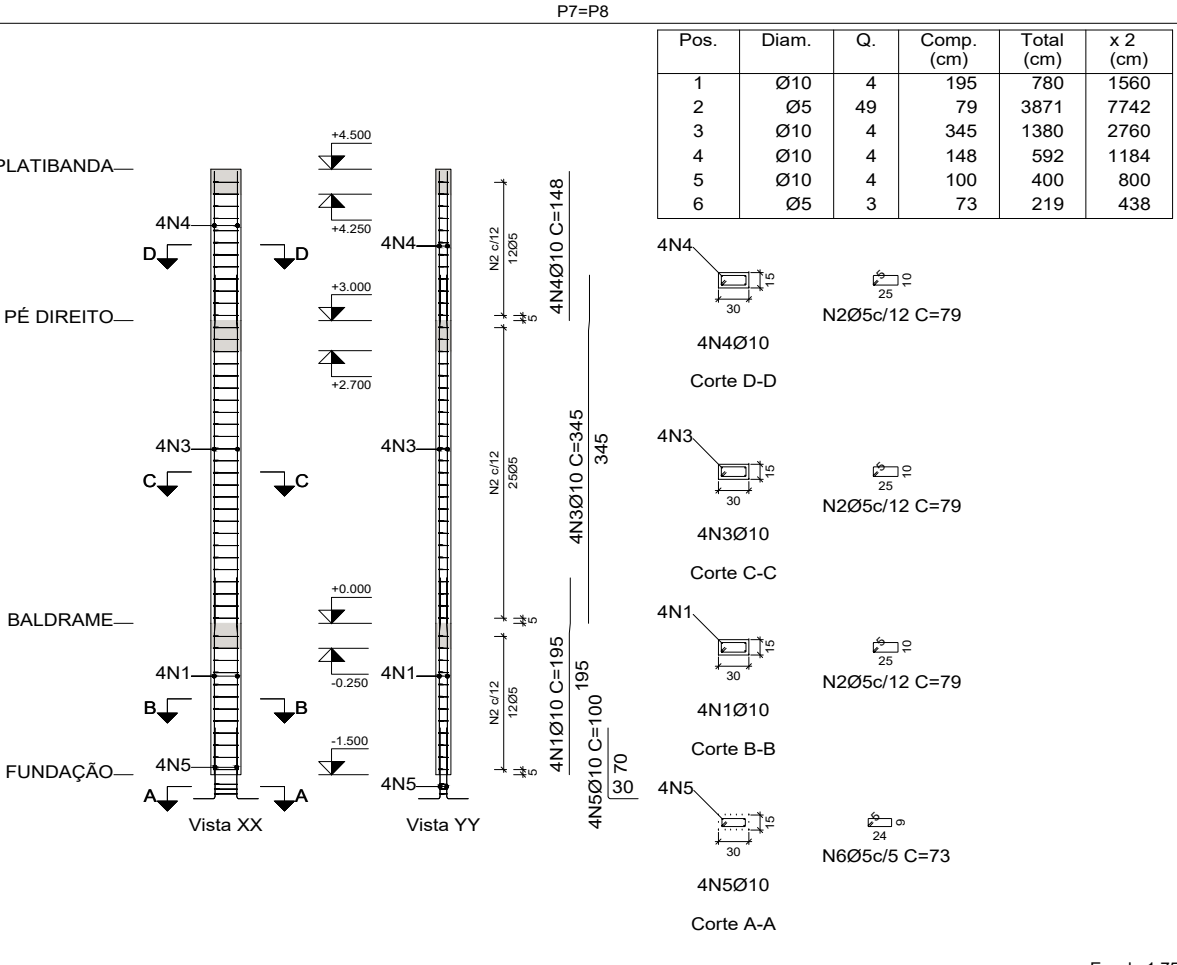 P7=P8
Pos. Diam. Q. Comp. (cm) Total (cm) x 2 (cm)
1 Ø10 4 195 780 1560
2 Ø5 49 79 3871 7742
3 Ø10 4 345 1380 2760
4 Ø10 4 148 592 1184
5 Ø10 4 100 400 800
6 Ø5 3 73 219 438
PLATIBANDA
PÉ DIREITO
BALDRAME
FUNDAÇÃO
4N4
D D
4N3
C C
4N1
B B
4N5
A A
Vista XX
+4.500
+4.250
+3.000
+2.700
+0.000
-0.250
-1.500
4N4
4N3
4N1
4N5
Vista YY
N2 c/12
12Ø5
5
N2 c/12
25Ø5
5
N2 c/12
12Ø5
5
4N4Ø10 C=148
4N3Ø10 C=345
345
4N1Ø10 C=195
195
4N5Ø10 C=100
70
30
4N4
15
30
4N4Ø10
Corte D-D
5
10
25
N2Ø5c/12 C=79
4N3
15
30
4N3Ø10
Corte C-C
5
10
25
N2Ø5c/12 C=79
4N1
15
30
4N1Ø10
Corte B-B
5
10
25
N2Ø5c/12 C=79
4N5
15
30
4N5Ø10
Corte A-A
5
9
24
N6Ø5c/5 C=73